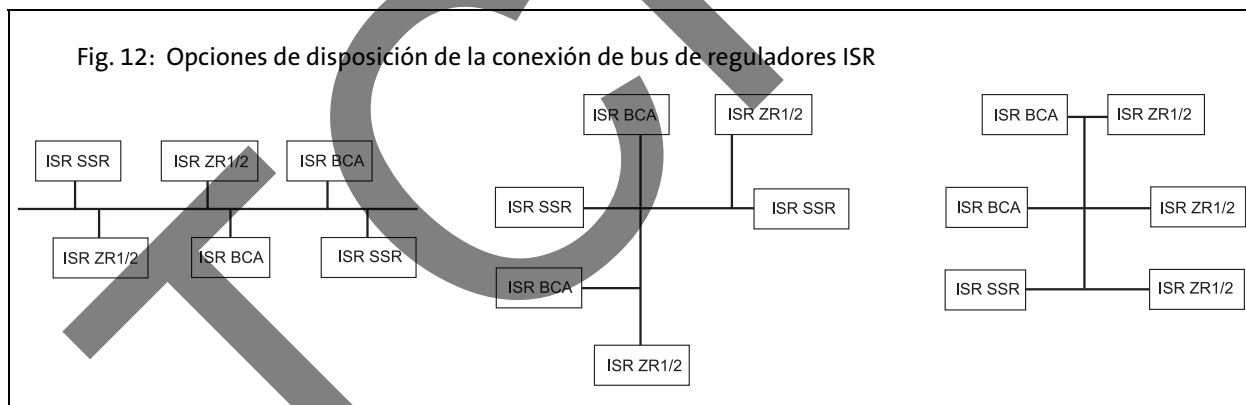 Fig. 12: Opciones de disposición de la conexión de bus de reguladores ISR
ISR SSR
ISR ZR1/2
ISR BCA
ISR ZR1/2
ISR BCA
ISR SSR
ISR BCA
ISR ZR1/2
ISR SSR
ISR SSR
ISR BCA
ISR ZR1/2
ISR BCA
ISR ZR1/2
ISR BCA
ISR ZR1/2
ISR SSR
ISR ZR1/2